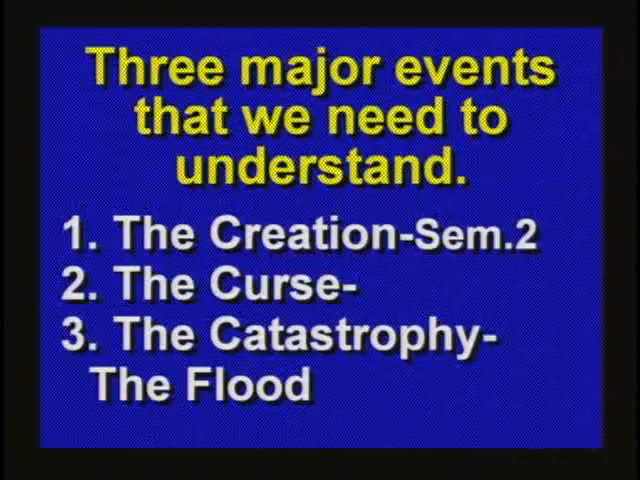 Three major events
that we need to
understand.
1. The Creation-Sem.2
2. The Curse-
3. The Catastrophy-
The Flood